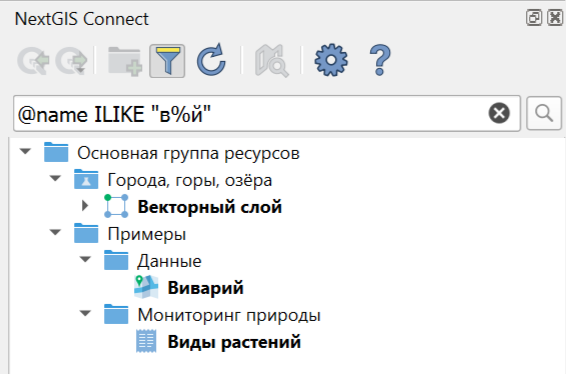 NextGIS Connect
@name ILIKE "в%й"
Основная группа ресурсов
Города, горы, озёра
Векторный слой
Примеры
Данные
Виварий
Мониторинг природы
Виды растений